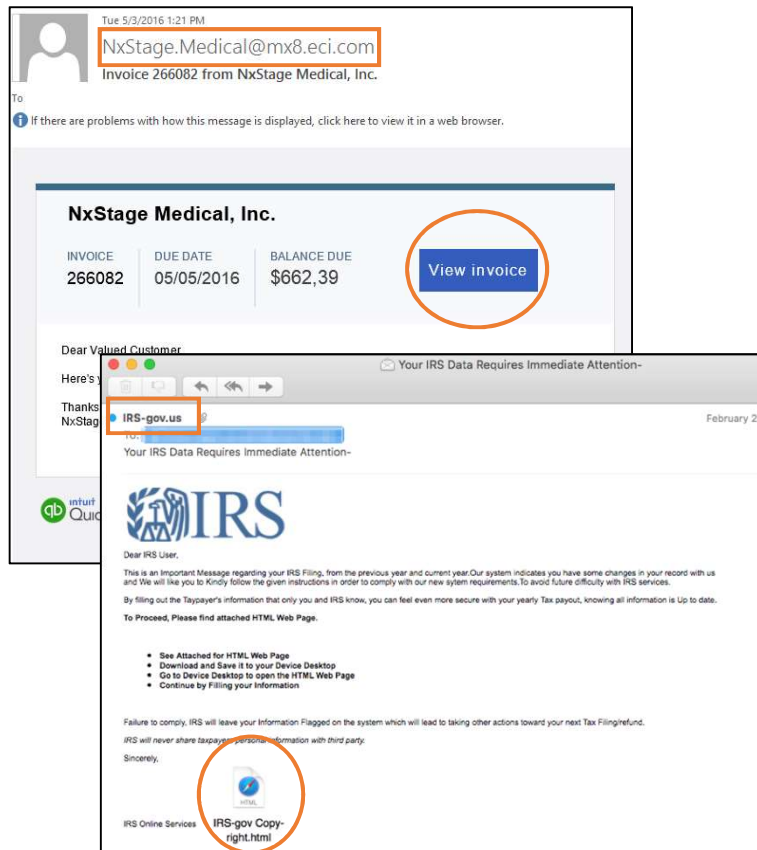 Tue 5/3/2016 1:21 PM
NxStage.Medical@mx8.eci.com
Invoice 266082 from NxStage Medical, Inc.
To
If there are problems with how this message is displayed, click here to view it in a web browser.
NxStage Medical, Inc.
INVOICE DUE DATE BALANCE DUE
266082 05/05/2016 $662,39
View invoice
Dear Valued Customer
Here's
Thanks
NxStag
intuit
qb Quic
Your IRS Data Requires Immediate Attention-
IRS-gov.us
February 2
To:
Your IRS Data Requires Immediate Attention-
IRS
Dear IRS User,
This is an Important Message regarding your IRS Filing, from the previous year and current year.Our system indicates you have some changes in your record with us
and We will like you to Kindly follow the given instructions in order to comply with our new sytem requirements.To avoid future difficulty with IRS services.
By filling out the Taypayer's information that only you and IRS know, you can feel even more secure with your yearly Tax payout, knowing all information is Up to date.
To Proceed, Please find attached HTML Web Page.
See Attached for HTML Web Page
Download and Save it to your Device Desktop
Go to Device Desktop to open the HTML Web Page
Continue by Filling your Information
Failure to comply, IRS will leave your Information Flagged on the system which will lead to taking other actions toward your next Tax Filing/refund.
IRS will never share taxpayers personal information with third party.
Sincerely,
HTML
IRS Online Services
IRS-gov Copy-
right.html